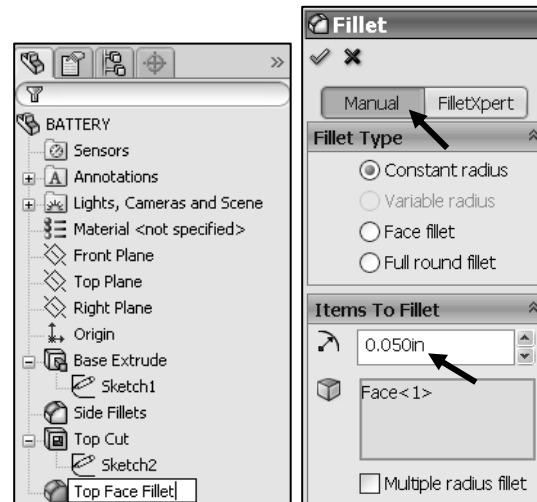 BATTERY
Sensors
A Annotations
Lights, Cameras and Scene
Material <not specified>
Front Plane
Top Plane
Right Plane
Origin
Base Extrude
Sketch1
Side Fillets
Top Cut
Sketch2
Top Face Fillet
Fillet
Manual FilletXpert
Fillet Type
Constant radius
Variable radius
Face fillet
Full round fillet
Items To Fillet
0.050in
Face<1>
Multiple radius fillet